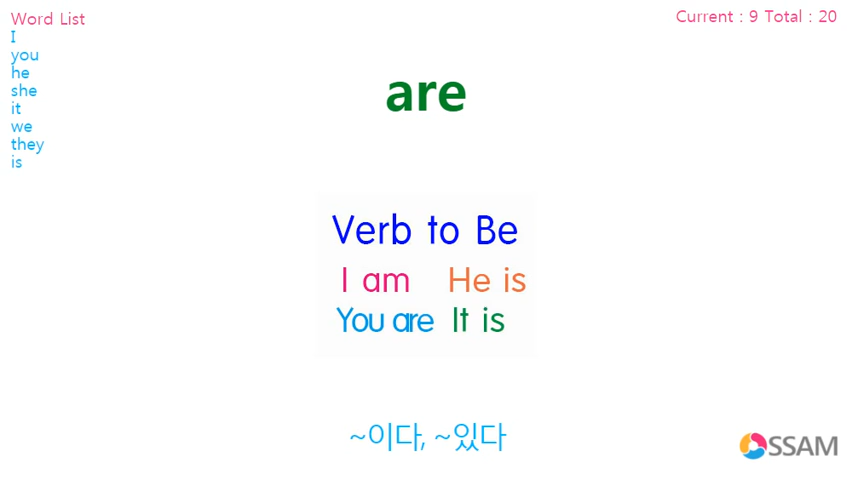 Word List
Current : 9 Total : 20
I
you
he
she
it
we
they
is
are
Verb to Be
I am He is
You are It is
~이다, ~있다
SSAM